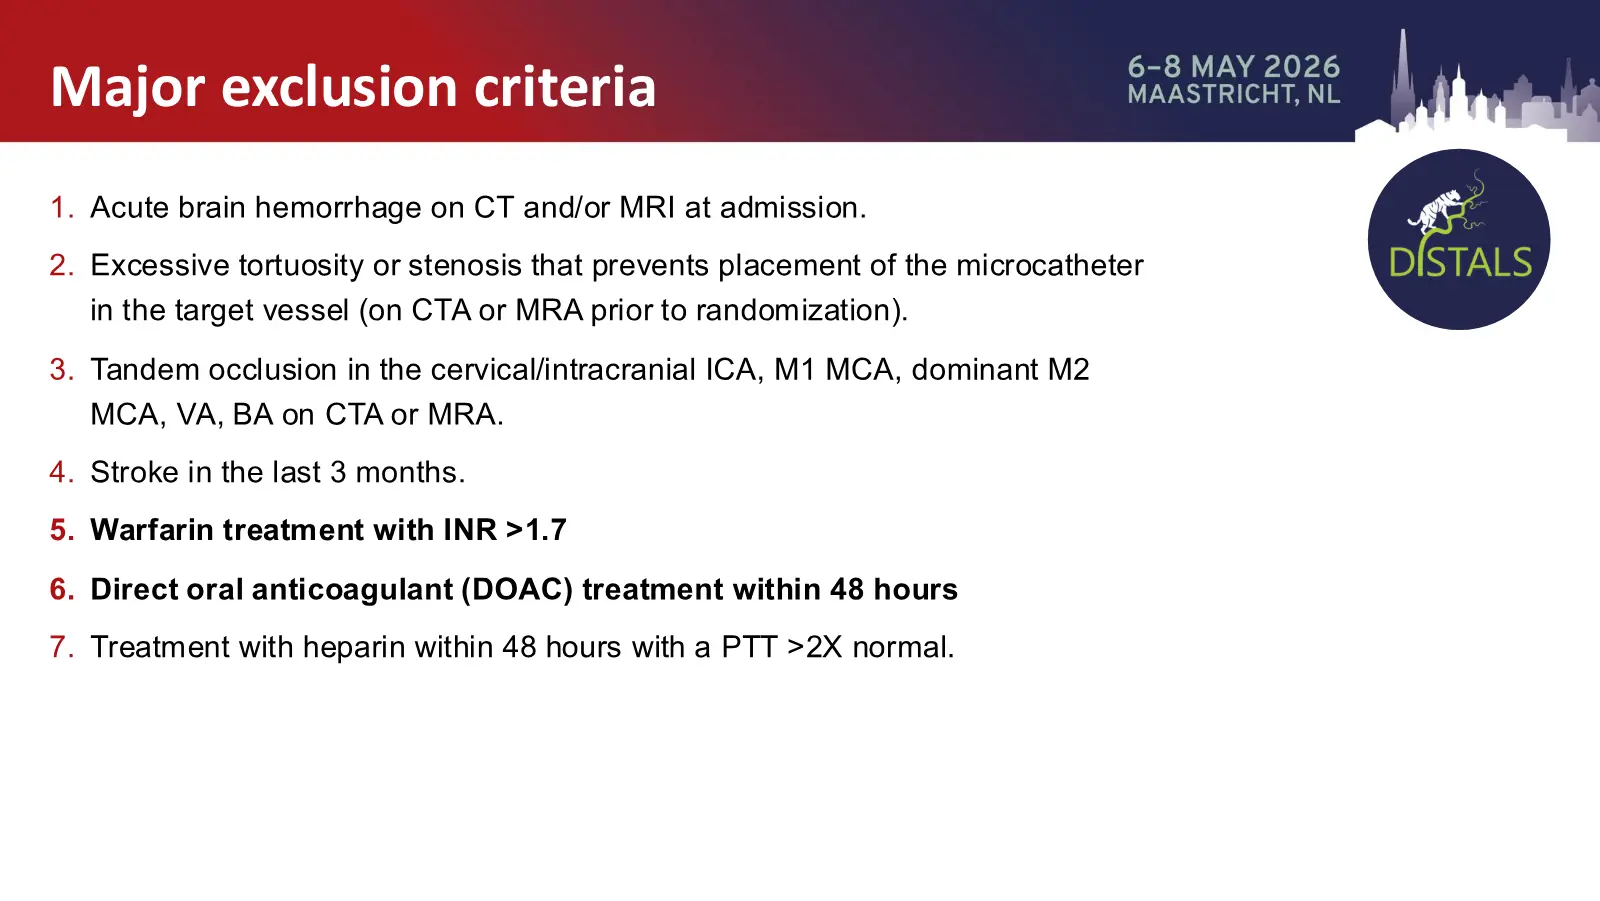 Major exclusion criteria
6–8 MAY 2026
MAASTRICHT, NL
DISTALS
1. Acute brain hemorrhage on CT and/or MRI at admission.
2. Excessive tortuosity or stenosis that prevents placement of the microcatheter
in the target vessel (on CTA or MRA prior to randomization).
3. Tandem occlusion in the cervical/intracranial ICA, M1 MCA, dominant M2
MCA, VA, BA on CTA or MRA.
4. Stroke in the last 3 months.
5. Warfarin treatment with INR >1.7
6. Direct oral anticoagulant (DOAC) treatment within 48 hours
7. Treatment with heparin within 48 hours with a PTT >2X normal.